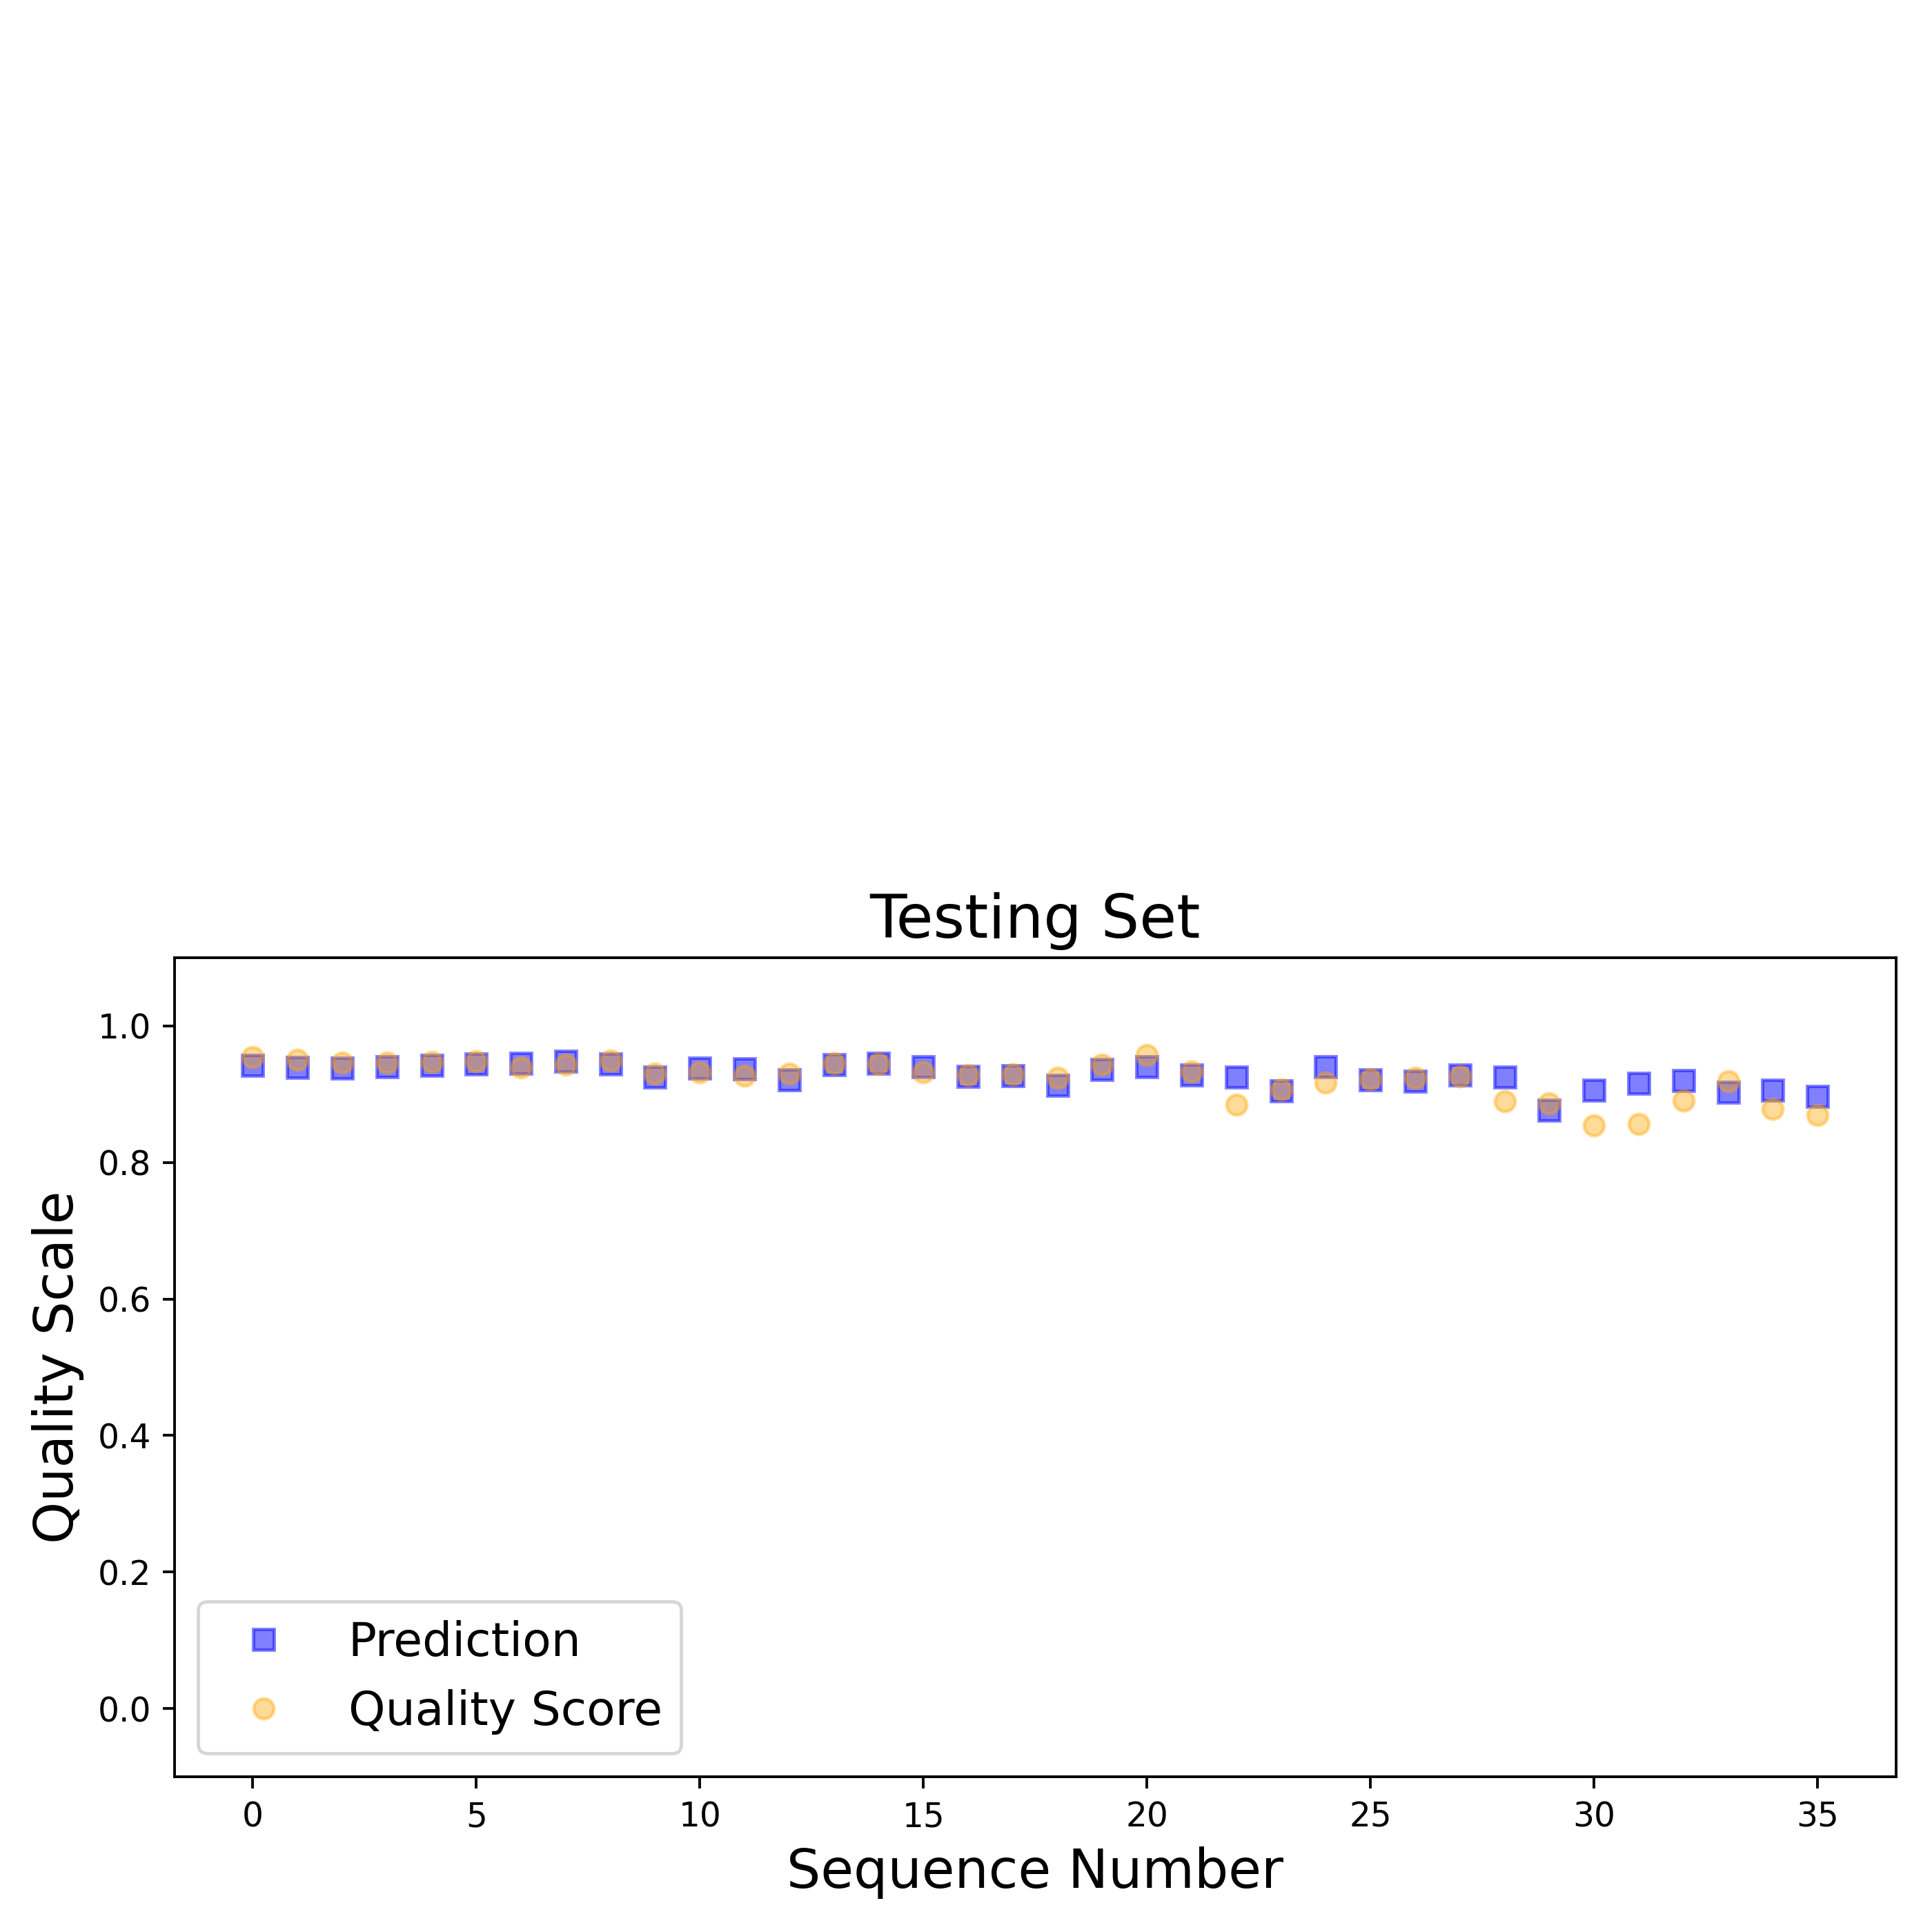 Testing Set
1.0
0.8
0.6
0.4
0.2
0.0
Quality Scale
Prediction
Quality Score
0 5 10 15 20 25 30 35
Sequence Number